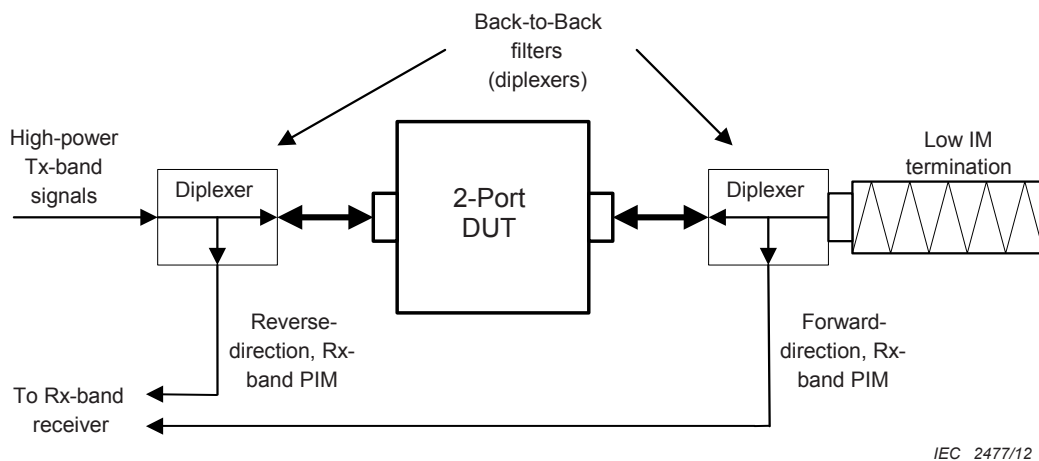 Back-to-Back
filters
(diplexers)
High-power
Tx-band
signals
Diplexer
2-Port
DUT
Diplexer
Low IM
termination
Reverse-
direction, Rx-
band PIM
Forward-
direction, Rx-
band PIM
To Rx-band
receiver
IEC 2477/12